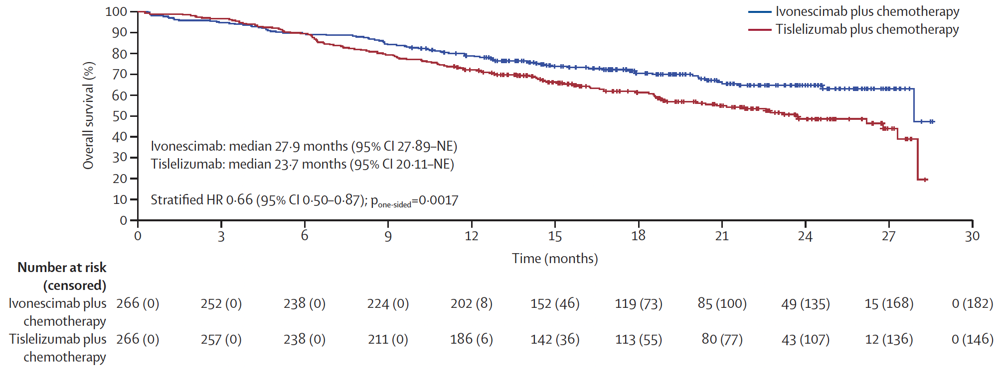 Ivonescimab plus chemotherapy
Tislelizumab plus chemotherapy
Overall survival (%)
100
90
80
70
60
50
40
30
20
10
0
Ivonescimab: median 27·9 months (95% CI 27·89–NE)
Tislelizumab: median 23·7 months (95% CI 20·11–NE)
Stratified HR 0·66 (95% CI 0·50–0·87); pone-sided=0·0017
0 3 6 9 12 15 18 21 24 27 30
Time (months)
Number at risk
(censored)
Ivonescimab plus 266 (0) 252 (0) 238 (0) 224 (0) 202 (8) 152 (46) 119 (73) 85 (100) 49 (135) 15 (168) 0 (182)
chemotherapy
Tislelizumab plus 266 (0) 257 (0) 238 (0) 211 (0) 186 (6) 142 (36) 113 (55) 80 (77) 43 (107) 12 (136) 0 (146)
chemotherapy